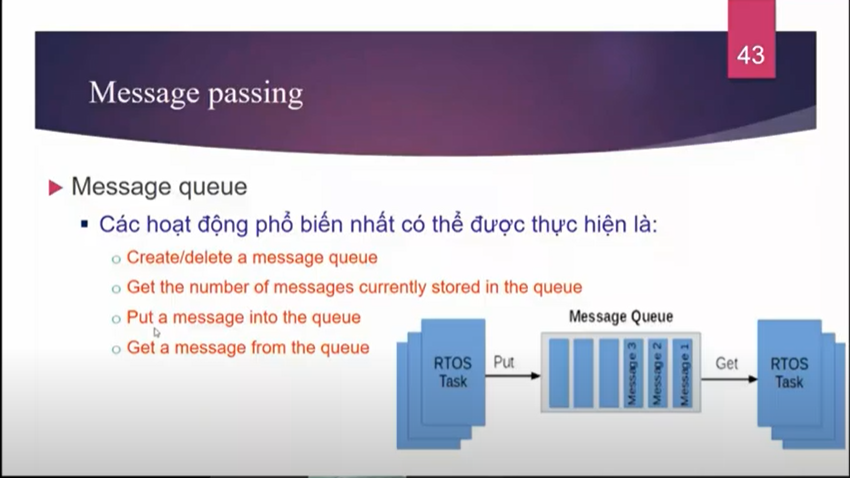 43
Message passing
Message queue
Các hoạt động phổ biến nhất có thể được thực hiện là:
Create/delete a message queue
Get the number of messages currently stored in the queue
Put a message into the queue
Get a message from the queue
Message Queue
RTOS
Task
Put
Message 3
Message 2
Message 1
Get
RTOS
Task